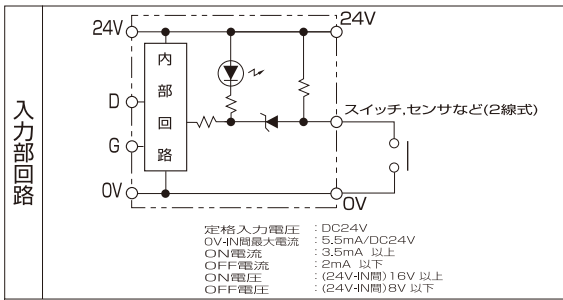 入力部回路
24V
24V
内部回路
D
スイッチ,センサなど(2線式)
G
0V
0V
定格入力電圧 : DC24V
0V-IN間最大電流 : 5.5mA/DC24V
ON電流 : 3.5mA 以上
OFF電流 : 2mA 以下
ON電圧 : (24V-IN間)16V 以上
OFF電圧 : (24V-IN間)8V 以下